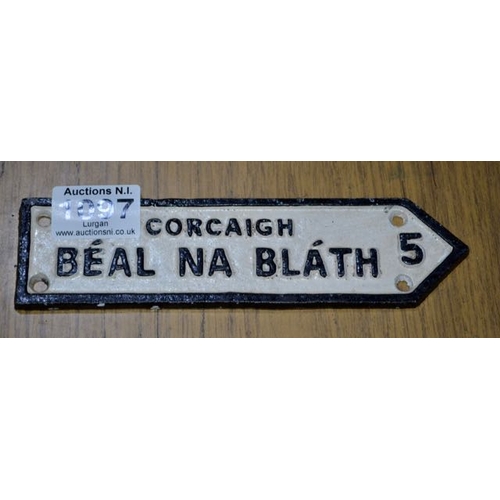 Auctions N.I.
1097
Lurgan
www.auctionsni.co.uk
CORCAIGH
BÉAL NA BLÁTH 5